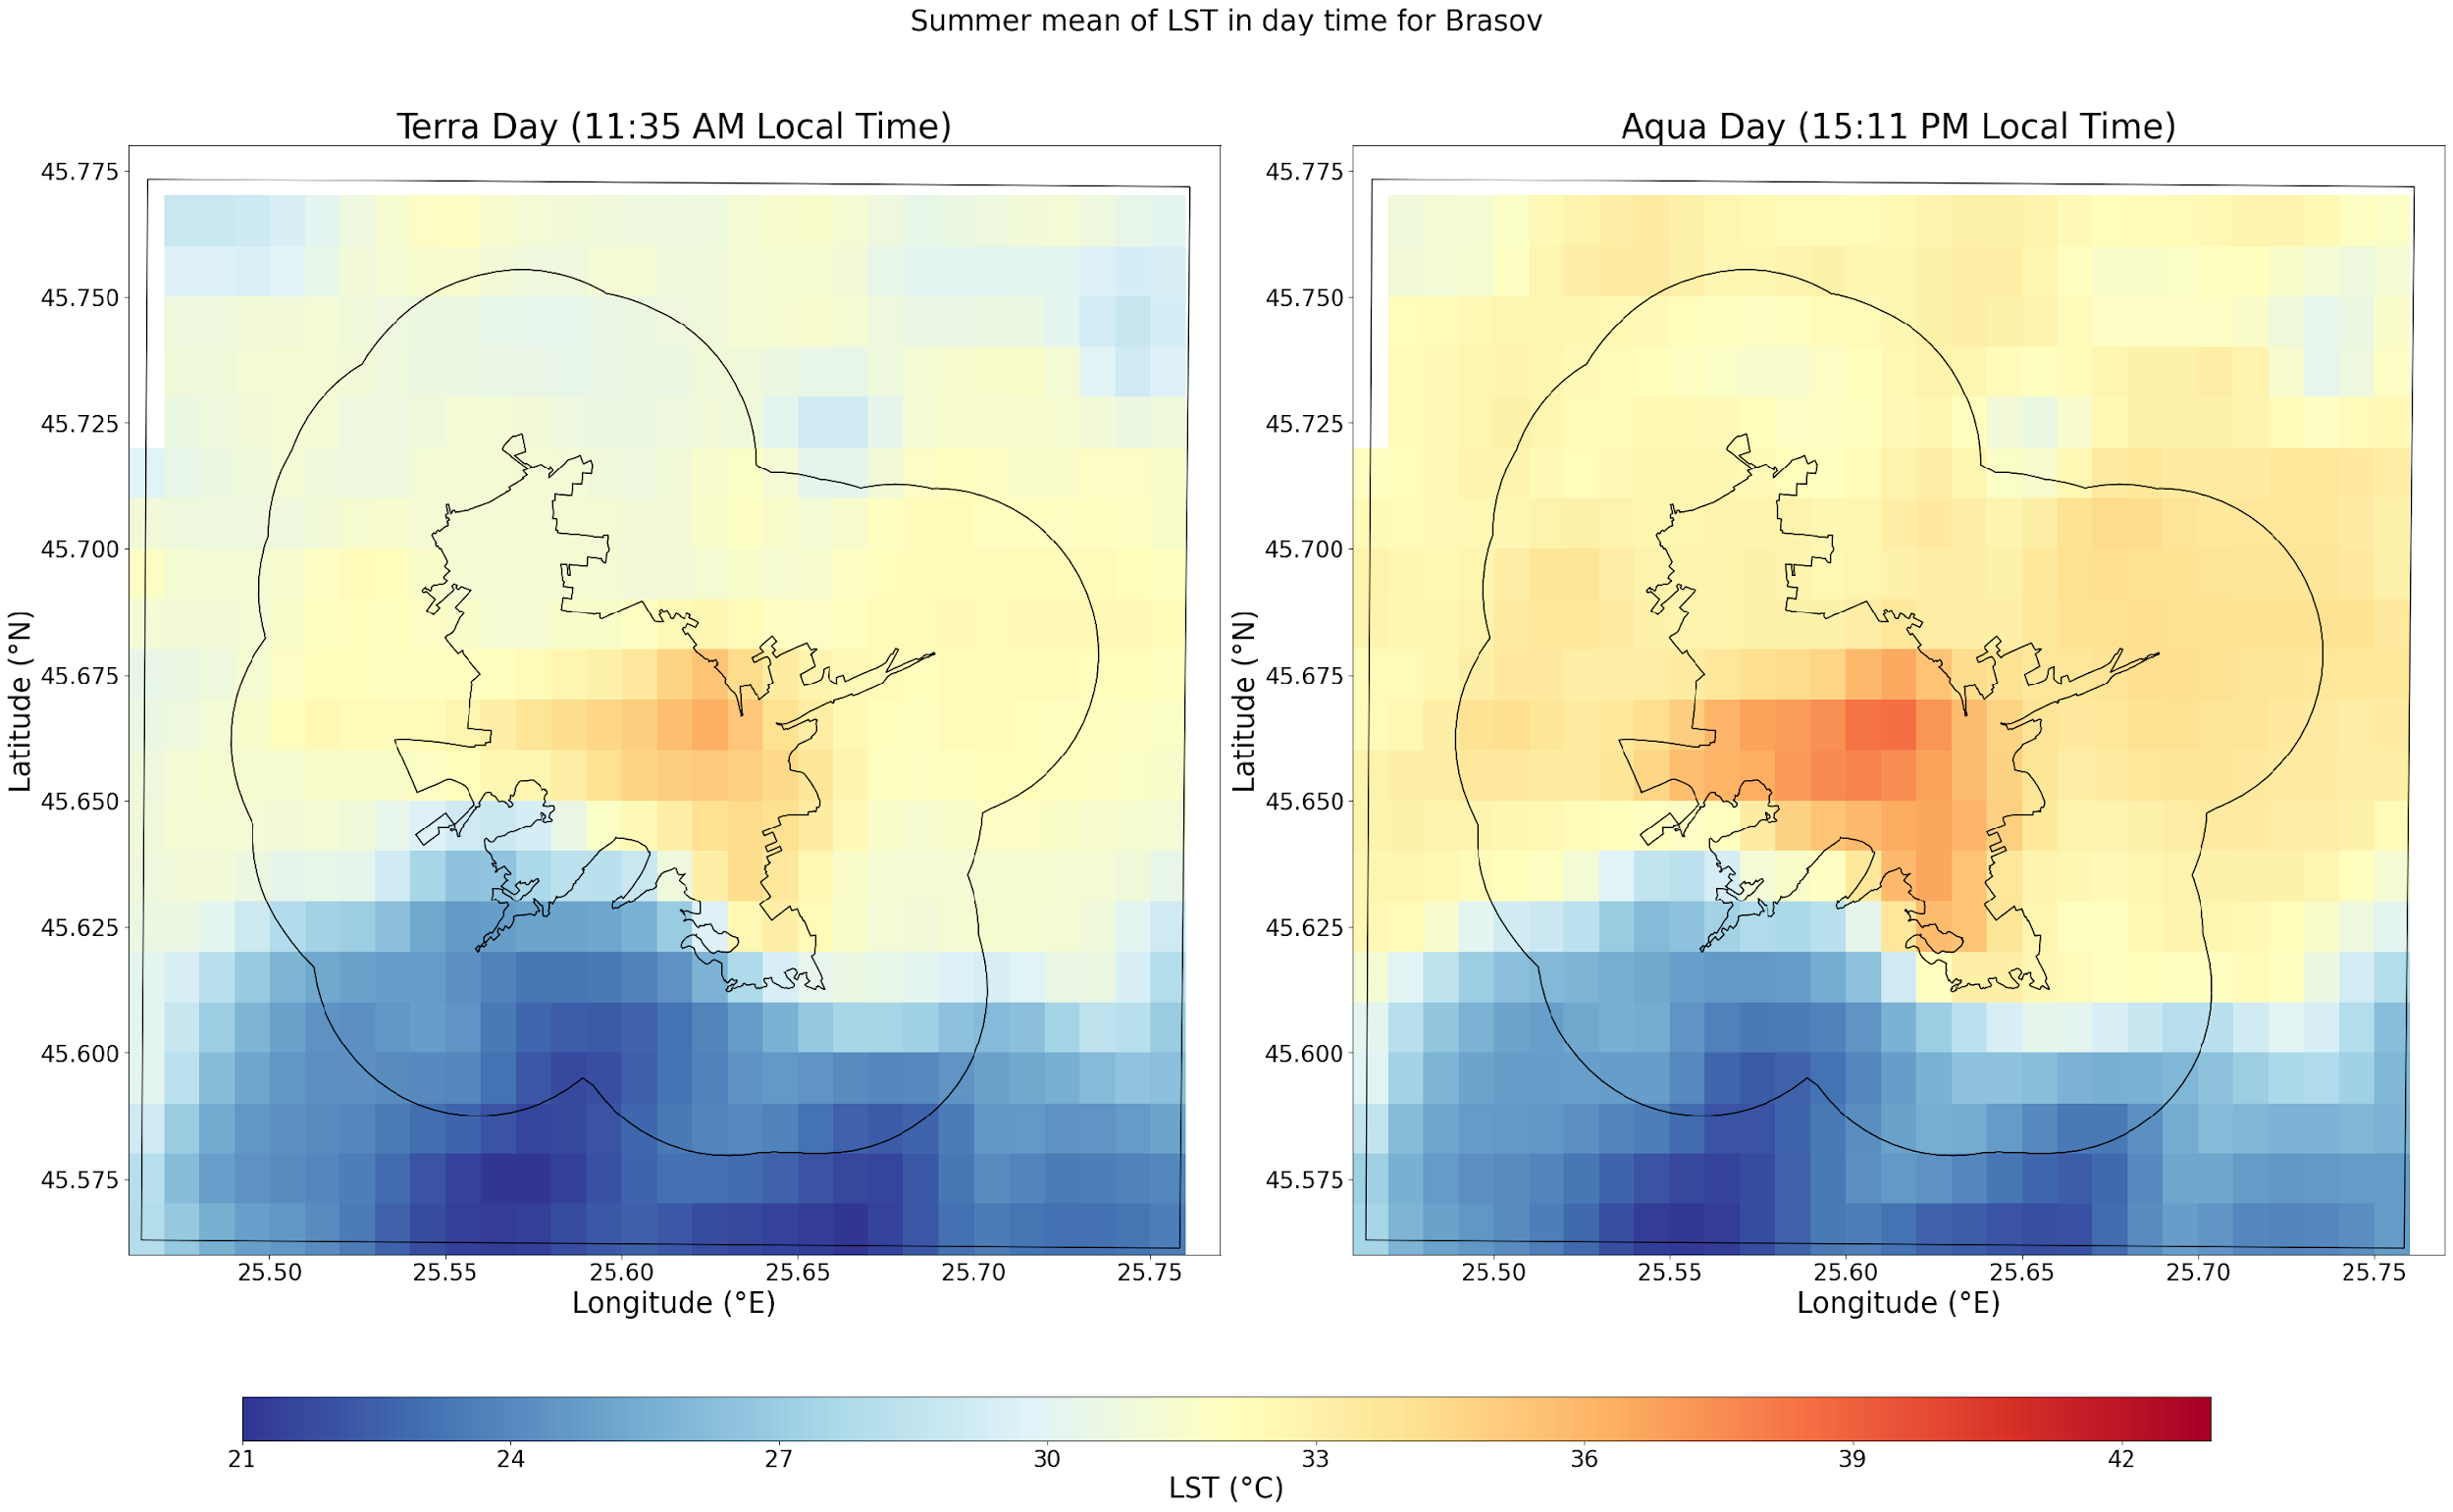 Summer mean of LST in day time for Brasov
Terra Day (11:35 AM Local Time)
45.775
45.750
45.725
45.700
45.675
45.650
45.625
45.600
45.575
Latitude (°N)
25.50 25.55 25.60 25.65 25.70 25.75
Longitude (°E)
Aqua Day (15:11 PM Local Time)
45.775
45.750
45.725
45.700
45.675
45.650
45.625
45.600
45.575
Latitude (°N)
25.50 25.55 25.60 25.65 25.70 25.75
Longitude (°E)
21 24 27 30 33 36 39 42
LST (°C)